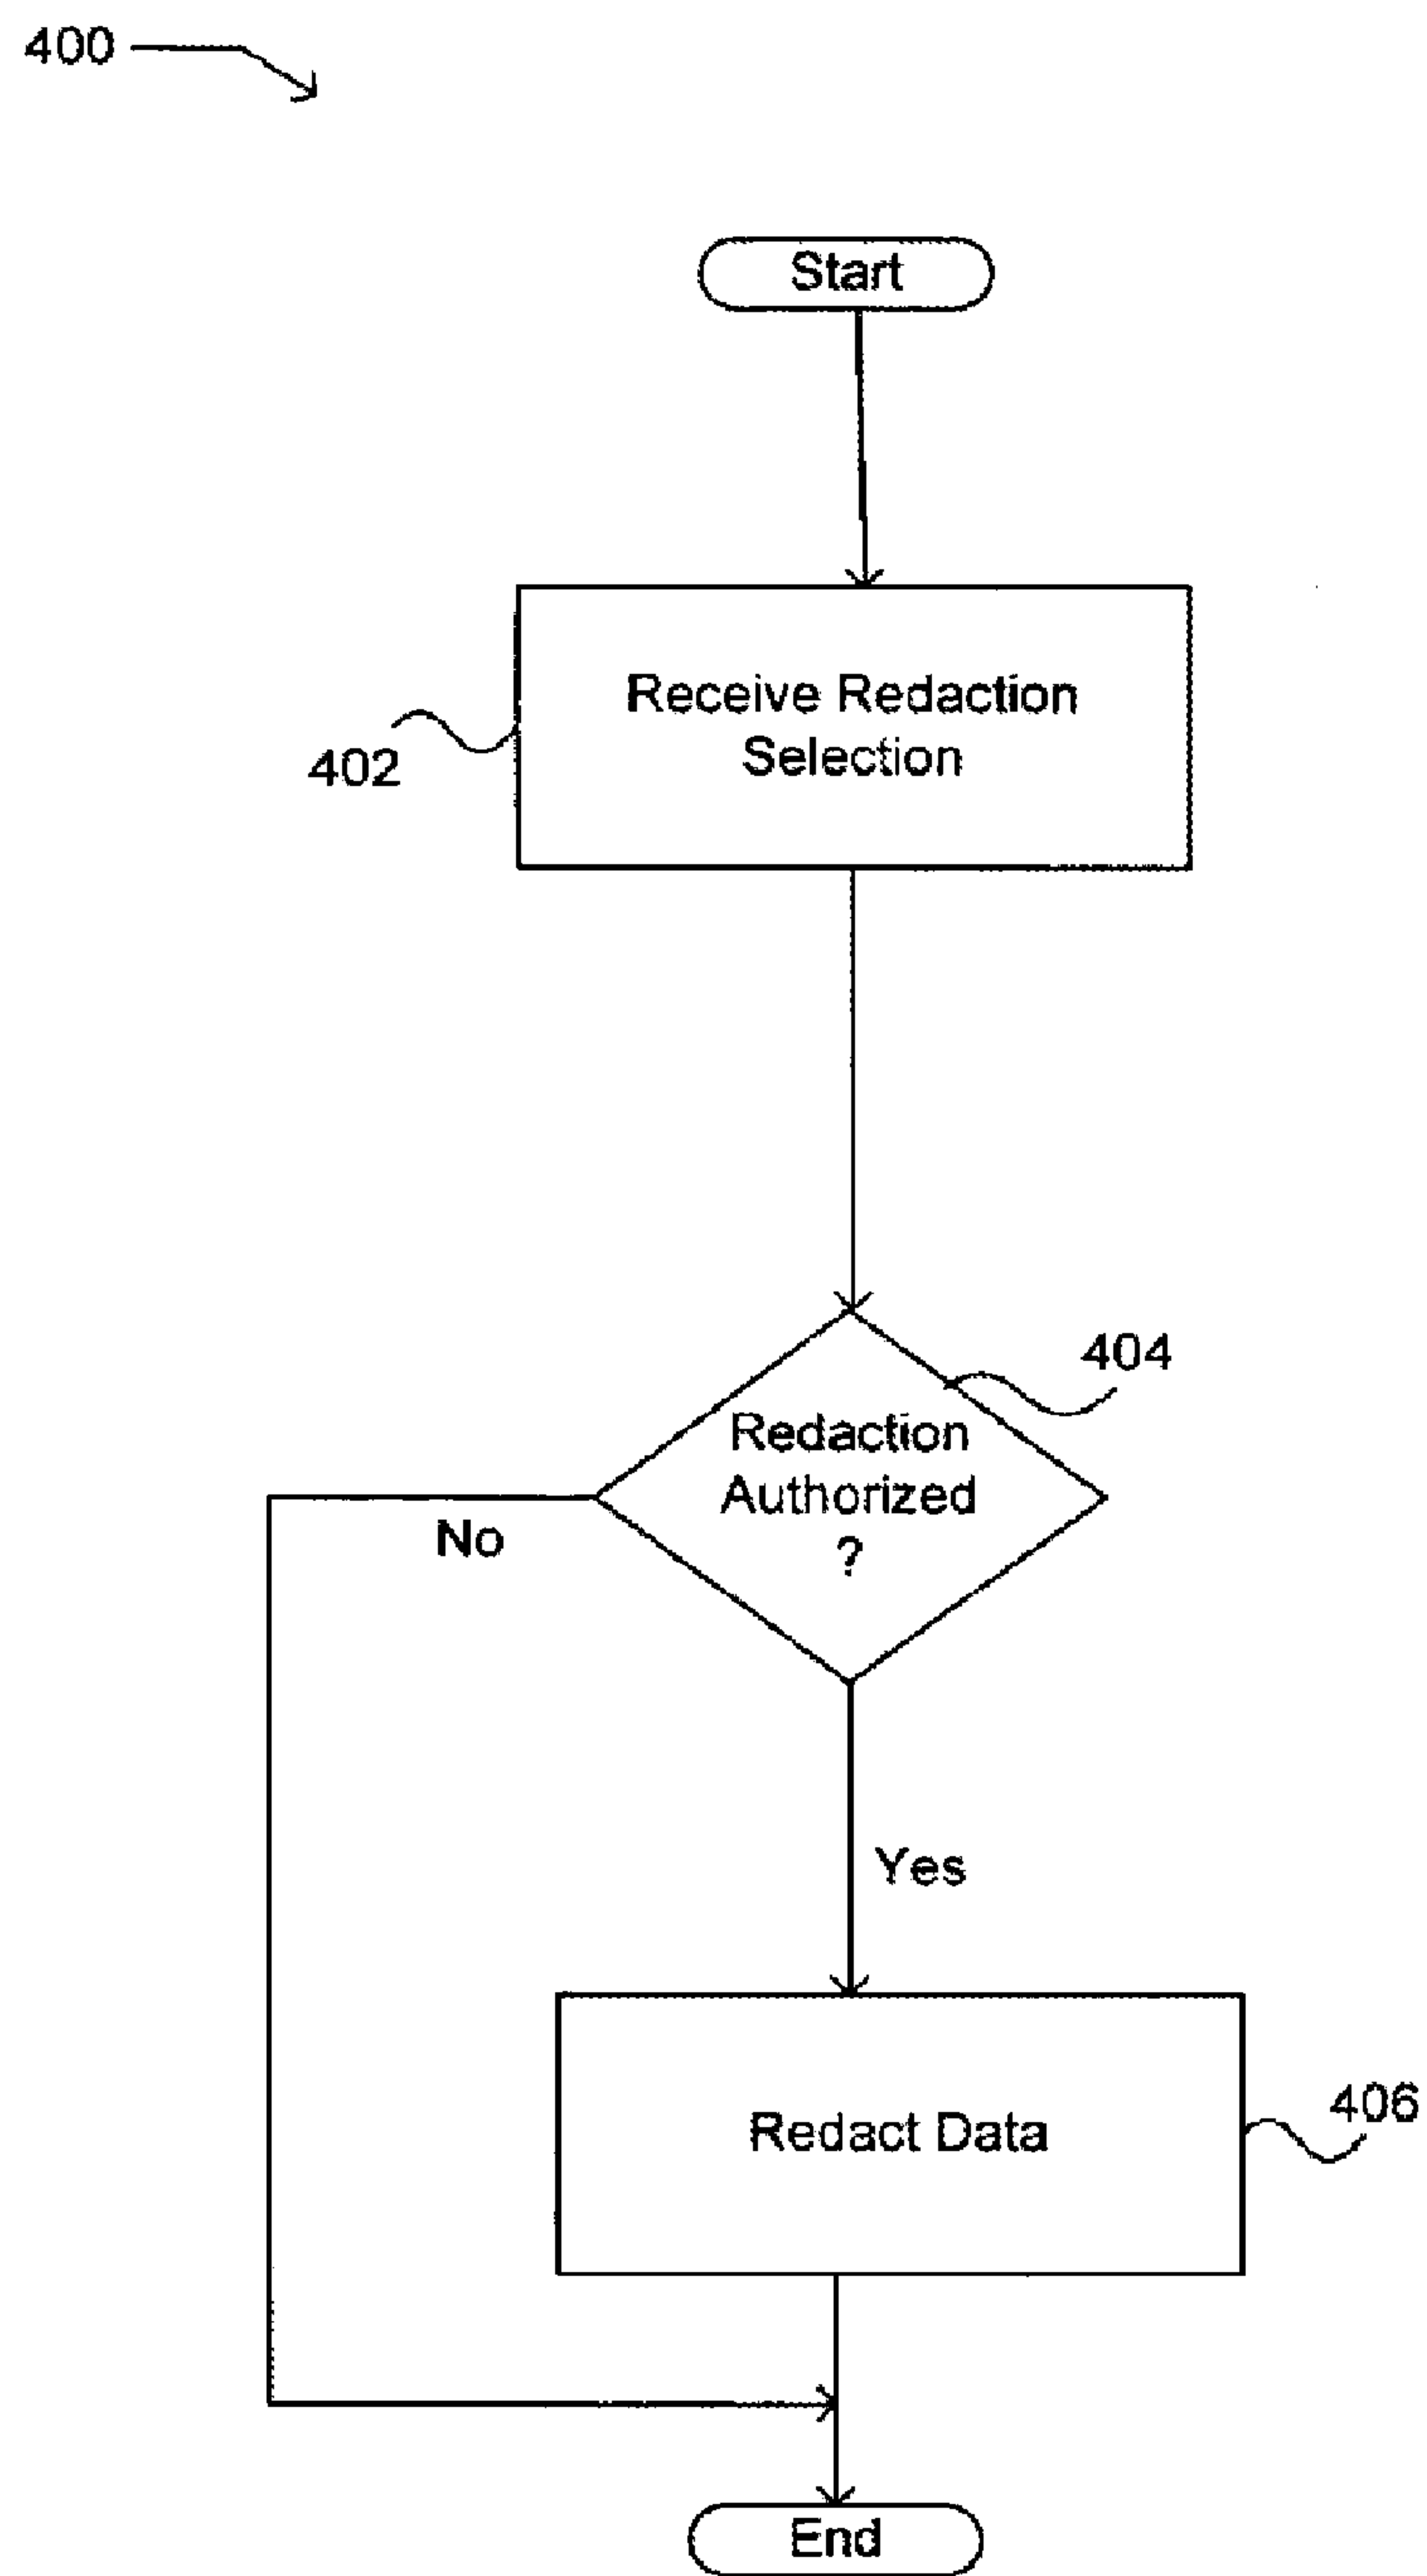 400
Start
Receive Redaction
Selection
402
404
Redaction
Authorized
?
No
Yes
Redact Data
406
End